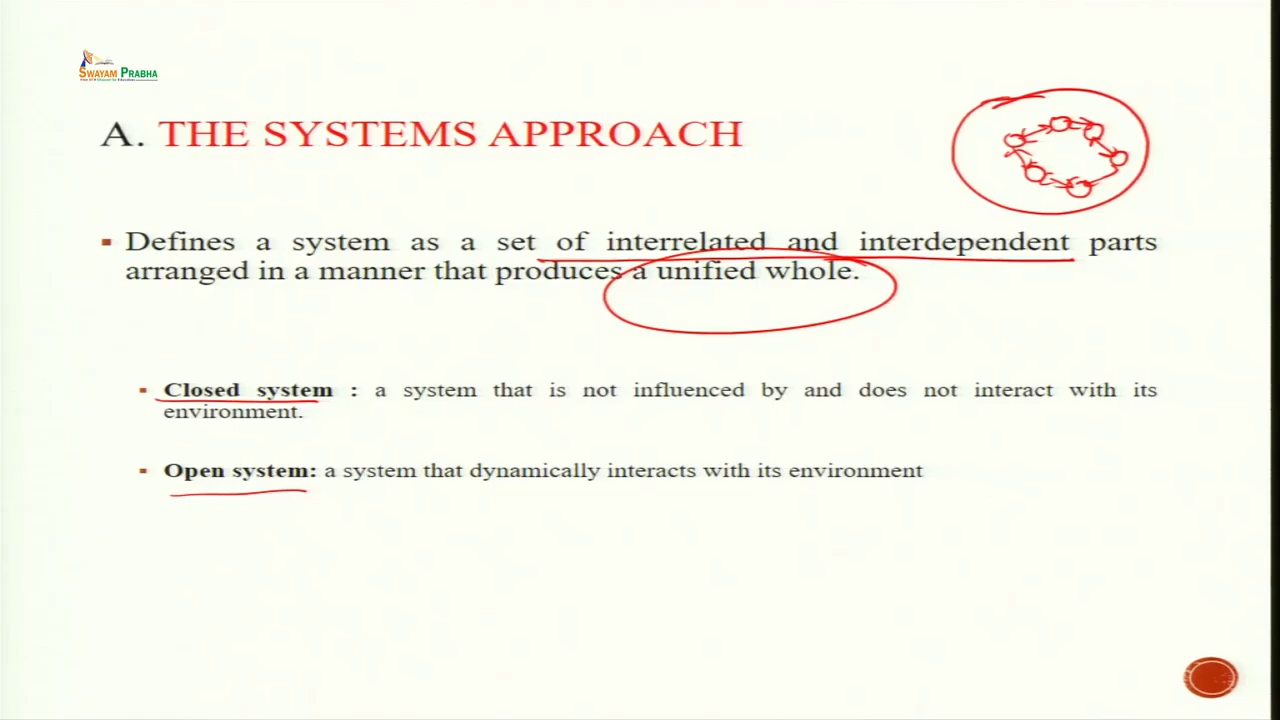 SWAYAM PRABHA
A. THE SYSTEMS APPROACH
▪ Defines a system as a set of interrelated and interdependent parts
arranged in a manner that produces a unified whole.
▪ Closed system : a system that is not influenced by and does not interact with its
environment.
▪ Open system: a system that dynamically interacts with its environment